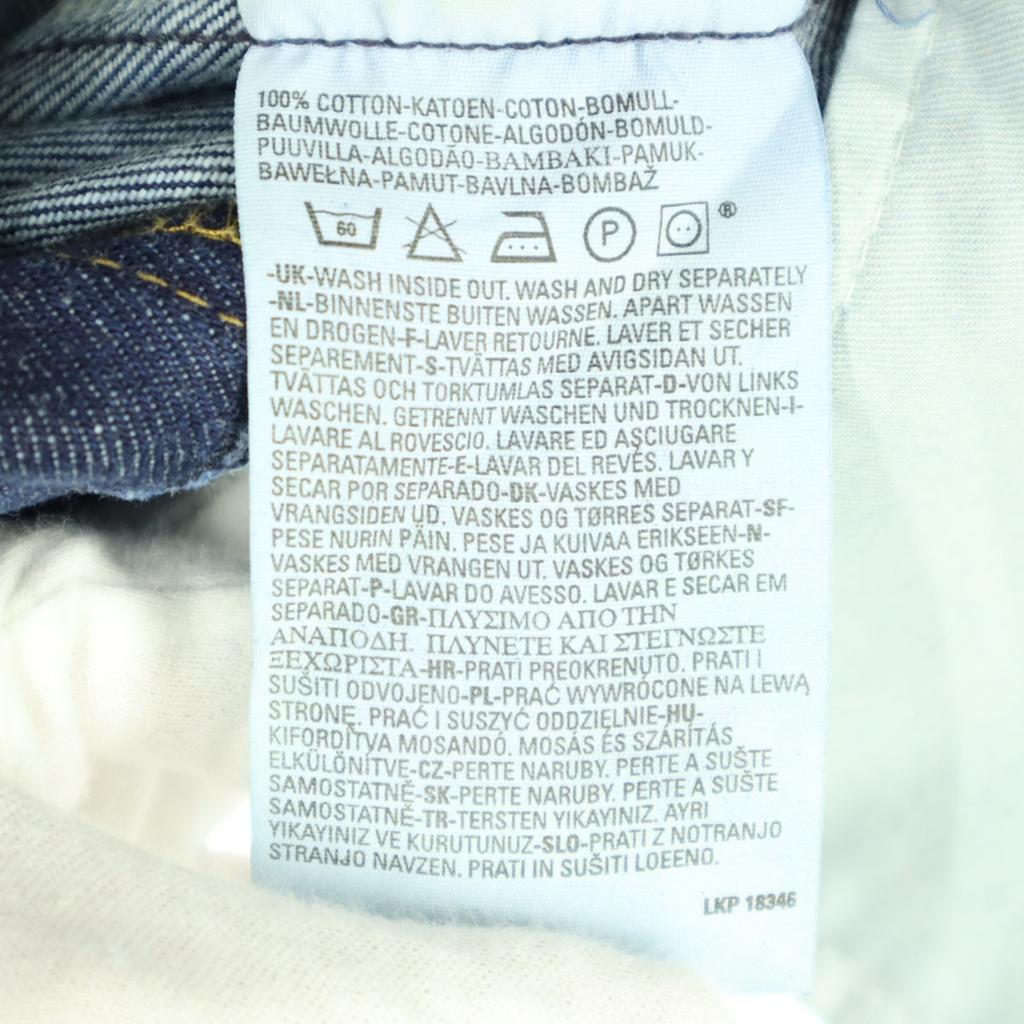 100% COTTON-KATOEN-COTON-BOMULL-
BAUMWOLLE-COTONE-ALGODÓN-BOMULD-
PUUVILLA-ALGODÃO-ΒΑΜΒΑΚΙ-PAMUK-
BAWEŁNA-PAMUT-BAVLNA-BOMBAŽ
60 P ®
-UK-WASH INSIDE OUT. WASH AND DRY SEPARATELY
-NL-BINNENSTE BUITEN WASSEN. APART WASSEN
EN DROGEN-F-LAVER RETOURNE. LAVER ET SECHER
SEPAREMENT-S-TVÄTTAS MED AVIGSIDAN UT.
TVÄTTAS OCH TORKTUMLAS SEPARAT-D-VON LINKS
WASCHEN. GETRENNT WASCHEN UND TROCKNEN-I-
LAVARE AL ROVESCIO. LAVARE ED ASCIUGARE
SEPARATAMENTE-E-LAVAR DEL REVÉS. LAVAR Y
SECAR POR SEPARADO-DK-VASKES MED
VRANGSIDEN UD. VASKES OG TØRRES SEPARAT-SF-
PESE NURIN PÄIN. PESE JA KUIVAA ERIKSEEN-N-
VASKES MED VRANGEN UT. VASKES OG TØRKES
SEPARAT-P-LAVAR DO AVESSO. LAVAR E SECAR EM
SEPARADO-GR-ΠΛΥΣΙΜΟ ΑΠΟ ΤΗΝ
ΑΝΑΠΟΔΗ. ΠΛΥΝΕΤΕ ΚΑΙ ΣΤΕΓΝΩΣΤΕ
ΞΕΧΩΡΙΣΤΑ-HR-PRATI PREOKRENUTO. PRATI I
SUŠITI ODVOJENO-PL-PRAĆ WYWRÓCONE NA LEWĄ
STRONĘ. PRAĆ I SUSZYĆ ODDZIELNIE-HU-
KIFORDÍTVA MOSANDÓ. MOSÁS ÉS SZÁRÍTÁS
ELKÜLÖNÍTVE-CZ-PERTE NARUBY. PERTE A SUŠTE
SAMOSTATNĚ-SK-PERTE NARUBY. PERTE A SUŠTE
SAMOSTATNĚ-TR-TERSTEN YIKAYINIZ. AYRI
YIKAYINIZ VE KURUTUNUZ-SLO-PRATI Z NOTRANJO
STRANJO NAVZEN. PRATI IN SUŠITI LOEENO.
LKP 18346